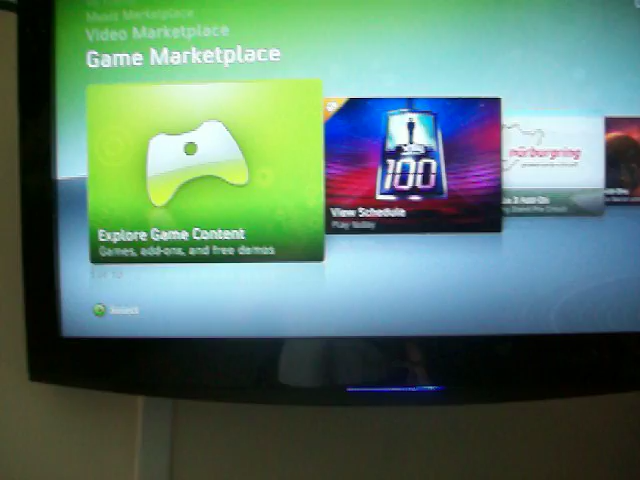 Music Marketplace
Video Marketplace
Game Marketplace
Explore Game Content
Games, add-ons, and free demos
100
View Schedule
Play today
nürburgring
Select